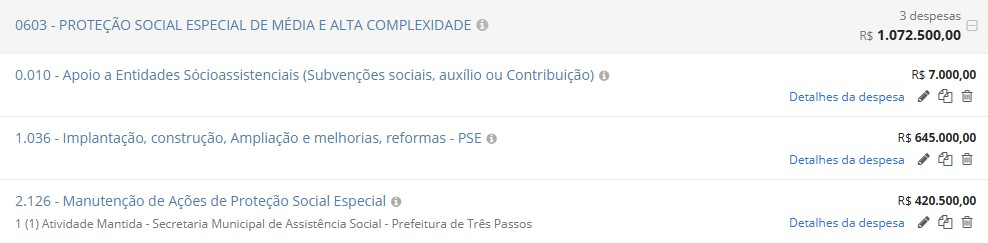 0603 - PROTEÇÃO SOCIAL ESPECIAL DE MÉDIA E ALTA COMPLEXIDADE
3 despesas
R$ 1.072.500,00
0.010 - Apoio a Entidades Sócioassistenciais (Subvenções sociais, auxílio ou Contribuição)
R$ 7.000,00
Detalhes da despesa
1.036 - Implantação, construção, Ampliação e melhorias, reformas - PSE
R$ 645.000,00
Detalhes da despesa
2.126 - Manutenção de Ações de Proteção Social Especial
R$ 420.500,00
1 (1) Atividade Mantida - Secretaria Municipal de Assistência Social - Prefeitura de Três Passos
Detalhes da despesa